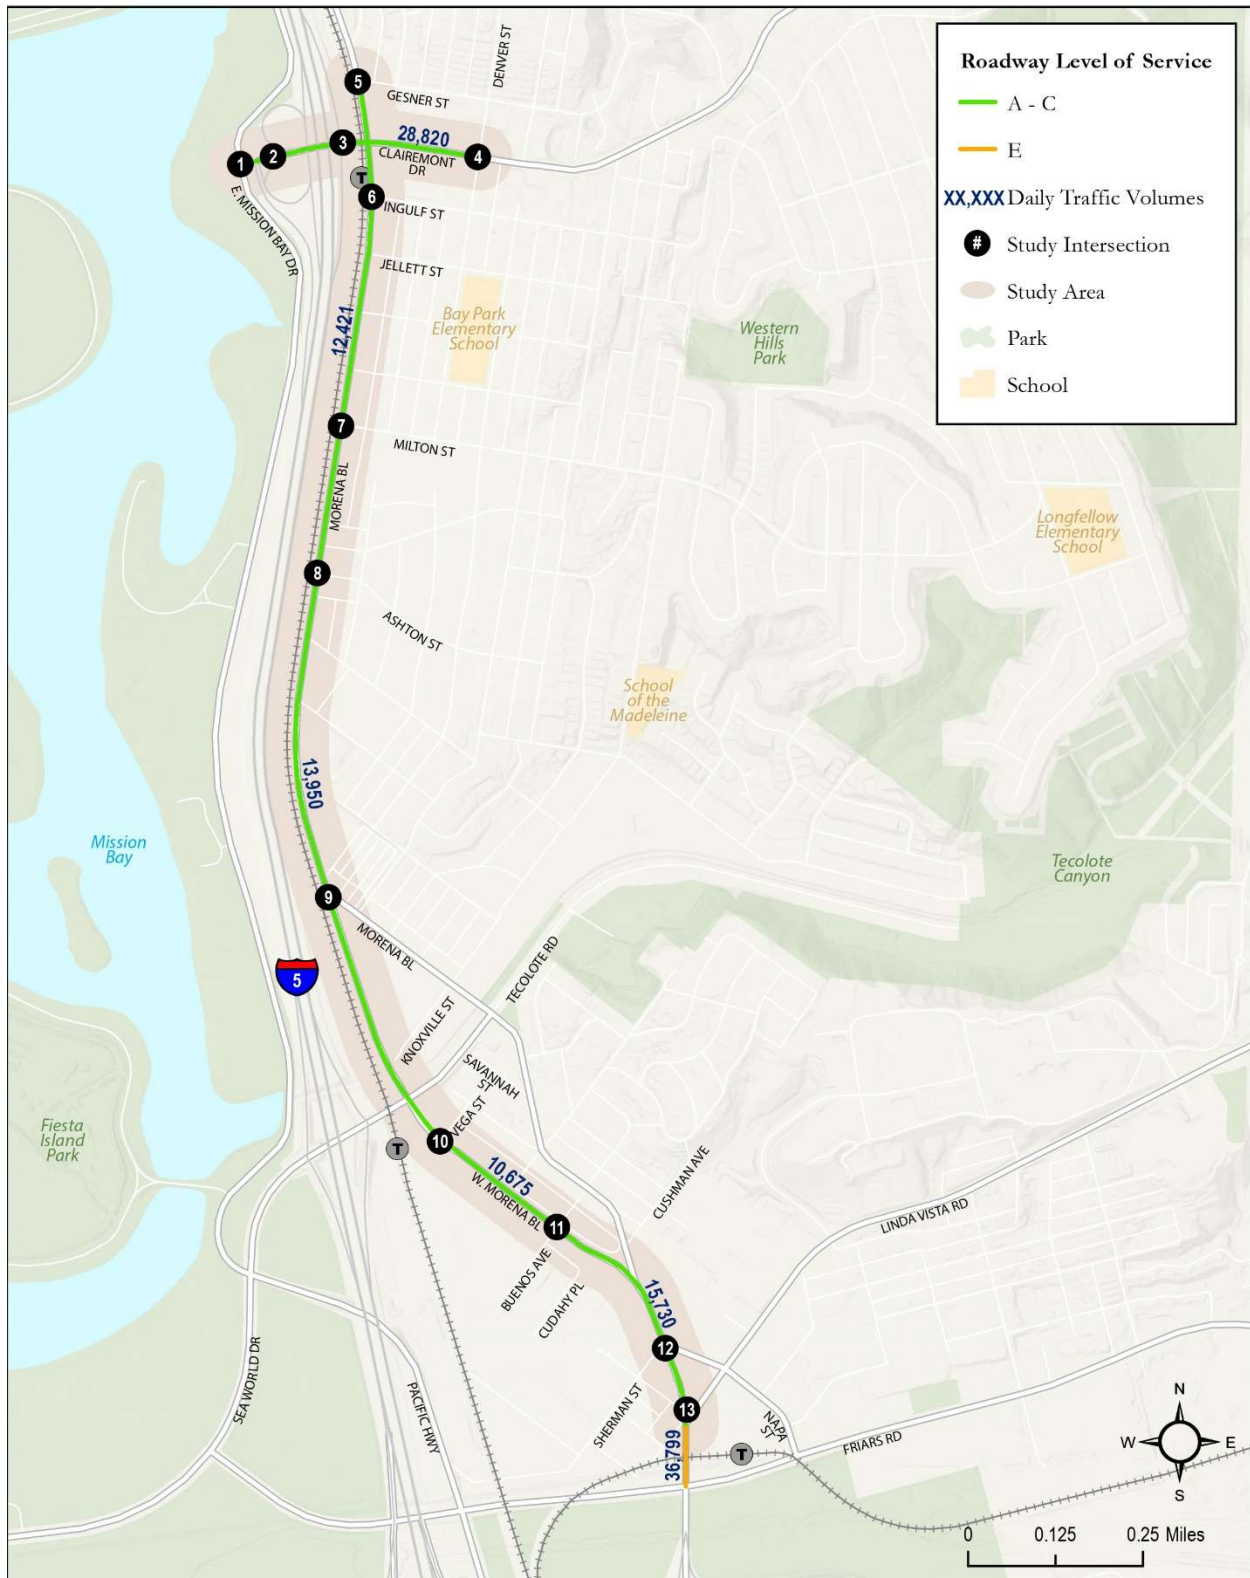 Roadway Level of Service
A - C
E
XX,XXX Daily Traffic Volumes
# Study Intersection
Study Area
Park
School
DENVER ST
5
GESNER ST
28,820
3
2
1
4
CLAIREMONT
DR
T
E. MISSION BAY DR
6
INGULF ST
JELLETT ST
12,421
Bay Park
Elementary
School
Western
Hills
Park
7
MILTON ST
MORENA BL
Longfellow
Elementary
School
8
ASHTON ST
School
of the
Madeleine
13,950
Mission
Bay
Tecolote
Canyon
9
MORENA BL
TECOLOTE RD
5
KNOXVILLE ST
SAVANNAH
ST
VEGA ST
Fiesta
Island
Park
10
T
10,675
W. MORENA BL
CUSHMAN AVE
LINDA VISTA RD
11
BUENOS AVE
CUDAHY PL
15,730
12
SEA WORLD DR
PACIFIC HWY
SHERMAN ST
13
NAPA
ST
FRIARS RD
36,799
T
N
W
E
S
0 0.125 0.25 Miles